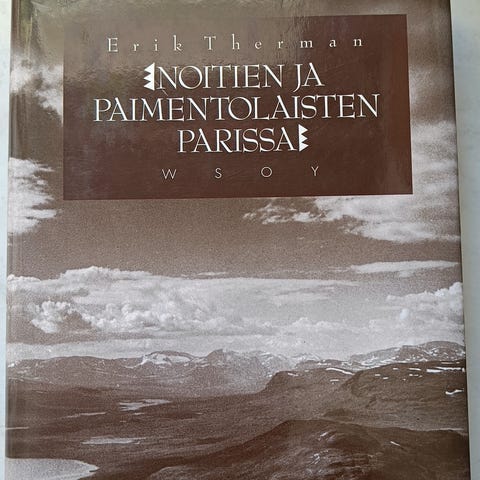 Erik Therman
NOITIEN JA
PAIMENTOLAISTEN
PARISSA
WSOY